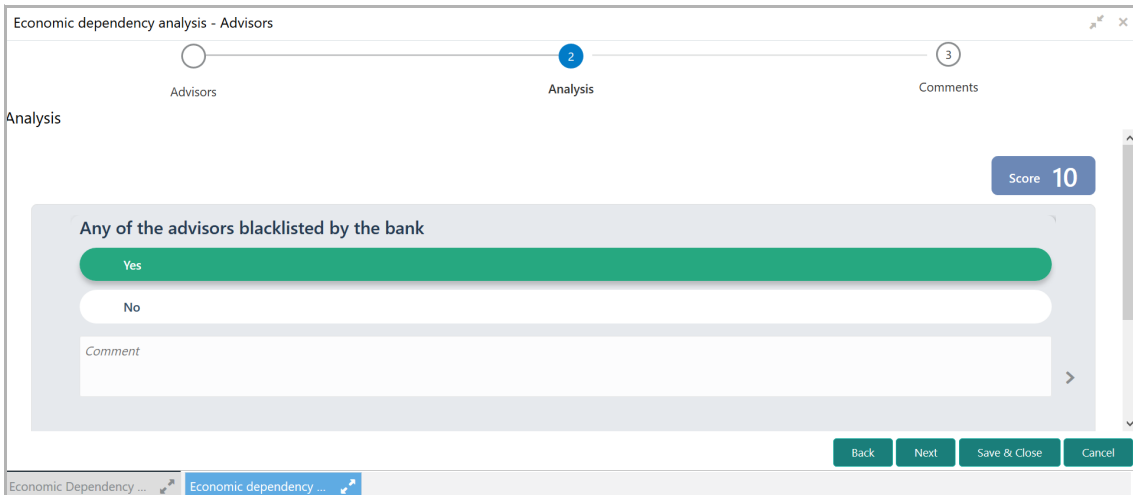 Economic dependency analysis - Advisors
2
3
Advisors
Analysis
Comments
Analysis
Score 10
Any of the advisors blacklisted by the bank
Yes
No
Comment
Back Next Save & Close Cancel
Economic Dependency ... Economic dependency ...